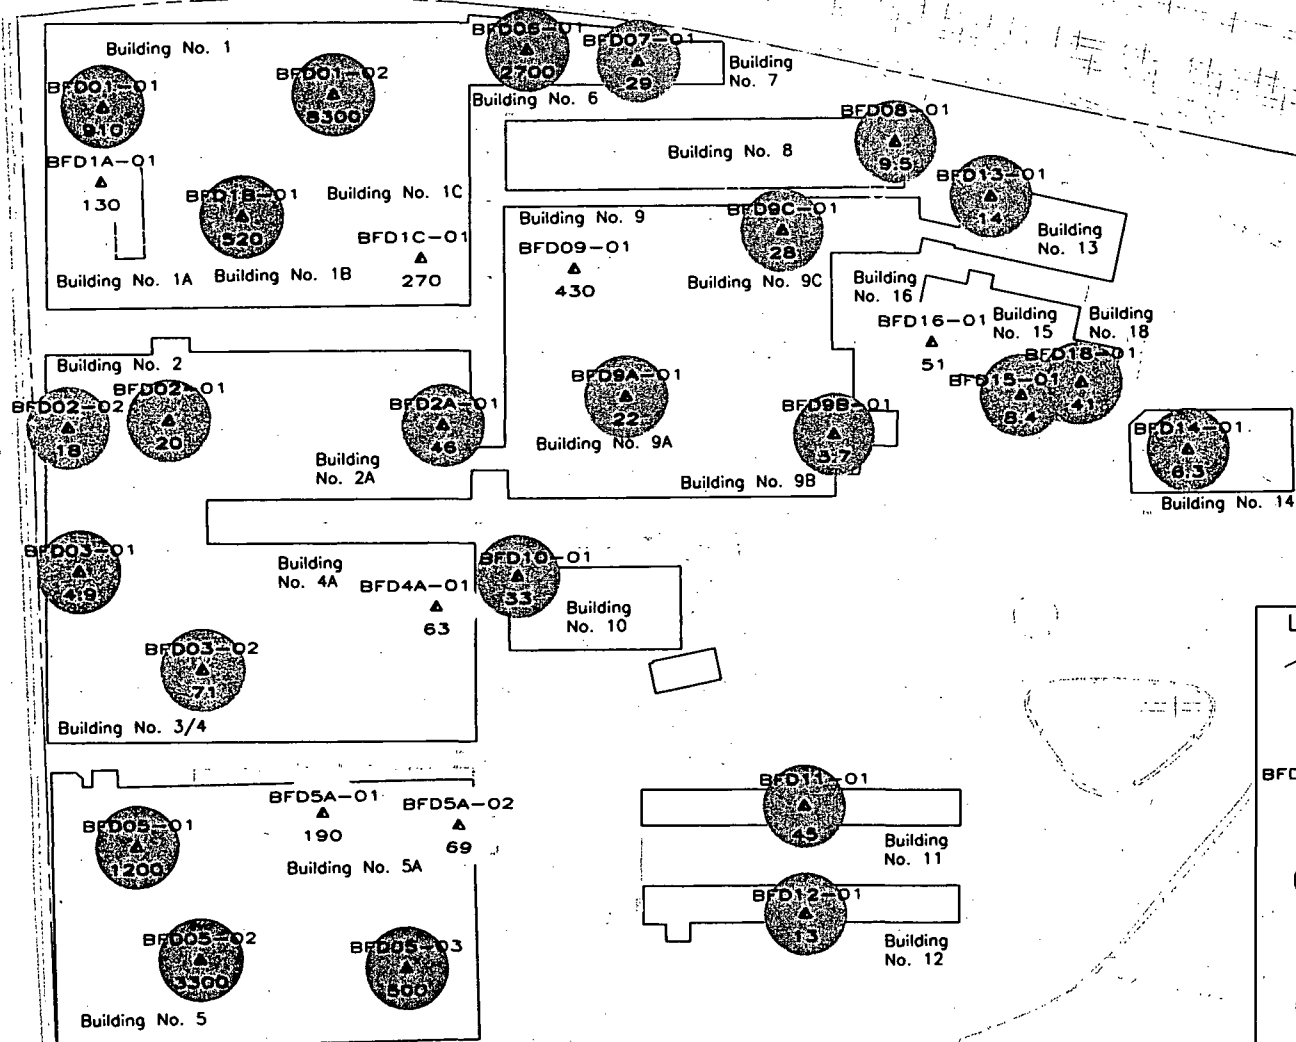 BFD06-01
2700
BFD07-01
29
Building
No. 7
Building No. 1
BFD01-01
910
BFD01-02
8300
Building No. 6
BFD08-01
9.5
Building No. 8
BFD1A-01
130
BFD1B-01
520
Building No. 1C
BFD1C-01
270
Building No. 1A
Building No. 1B
Building No. 9
BFD09-01
430
BFD9C-01
28
Building No. 9C
BFD13-01
14
Building
No. 13
Building
No. 16
BFD16-01
51
Building
No. 15
Building
No. 18
BFD18-01
41
BFD15-01
8.4
Building No. 2
BFD02-02
18
BFD02-01
20
BFD2A-01
46
Building
No. 2A
BFD9A-01
22
Building No. 9A
BFD9B-01
5.7
Building No. 9B
BFD14-01
6.3
Building No. 14
BFD03-01
4.9
Building
No. 4A
BFD4A-01
63
BFD10-01
33
Building
No. 10
BFD03-02
71
Building No. 3/4
BFD5A-01
190
BFD5A-02
69
Building No. 5A
BFD05-01
1200
BFD11-01
45
Building
No. 11
BFD12-01
13
Building
No. 12
BFD05-02
3300
BFD05-03
500
Building No. 5
BFD